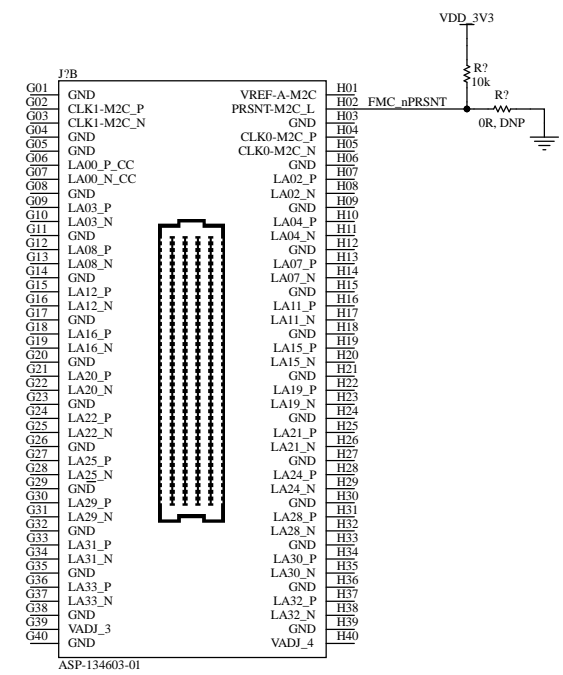 VDD_3V3
J?B
R?
10k
R?
0R, DNP
G01 GND VREF-A-M2C H01
G02 CLK1-M2C_P PRSNT-M2C_L H02 FMC_nPRSNT
G03 CLK1-M2C_N GND H03
G04 GND CLK0-M2C_P H04
G05 GND CLK0-M2C_N H05
G06 LA00_P_CC GND H06
G07 LA00_N_CC LA02_P H07
G08 GND LA02_N H08
G09 LA03_P GND H09
G10 LA03_N LA04_P H10
G11 GND LA04_N H11
G12 LA08_P GND H12
G13 LA08_N LA07_P H13
G14 GND LA07_N H14
G15 LA12_P GND H15
G16 LA12_N LA11_P H16
G17 GND LA11_N H17
G18 LA16_P GND H18
G19 LA16_N LA15_P H19
G20 GND LA15_N H20
G21 LA20_P GND H21
G22 LA20_N LA19_P H22
G23 GND LA19_N H23
G24 LA22_P GND H24
G25 LA22_N LA21_P H25
G26 GND LA21_N H26
G27 LA25_P GND H27
G28 LA25_N LA24_P H28
G29 GND LA24_N H29
G30 LA29_P GND H30
G31 LA29_N LA28_P H31
G32 GND LA28_N H32
G33 LA31_P GND H33
G34 LA31_N LA30_P H34
G35 GND LA30_N H35
G36 LA33_P GND H36
G37 LA33_N LA32_P H37
G38 GND LA32_N H38
G39 VADJ_3 GND H39
G40 GND VADJ_4 H40
ASP-134603-01